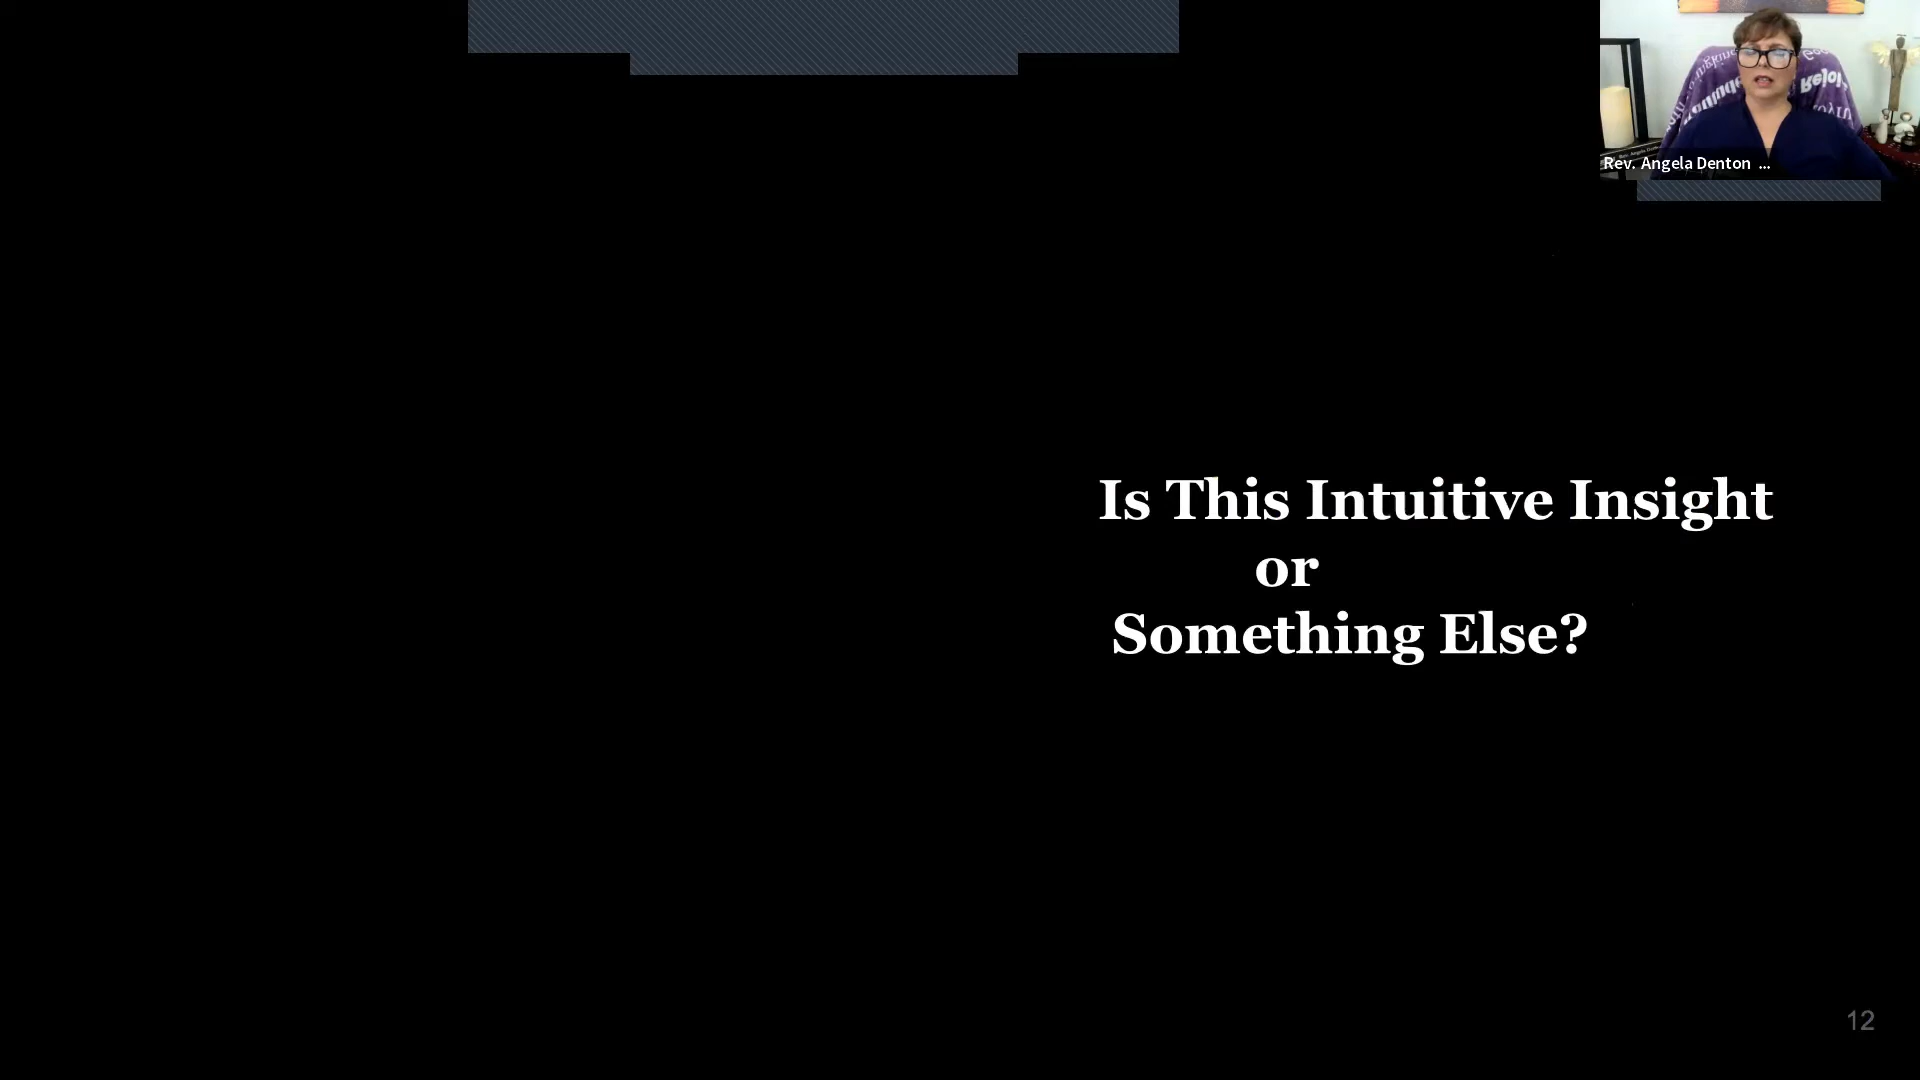 Rev. Angela Denton ...
Is This Intuitive Insight
or
Something Else?
12